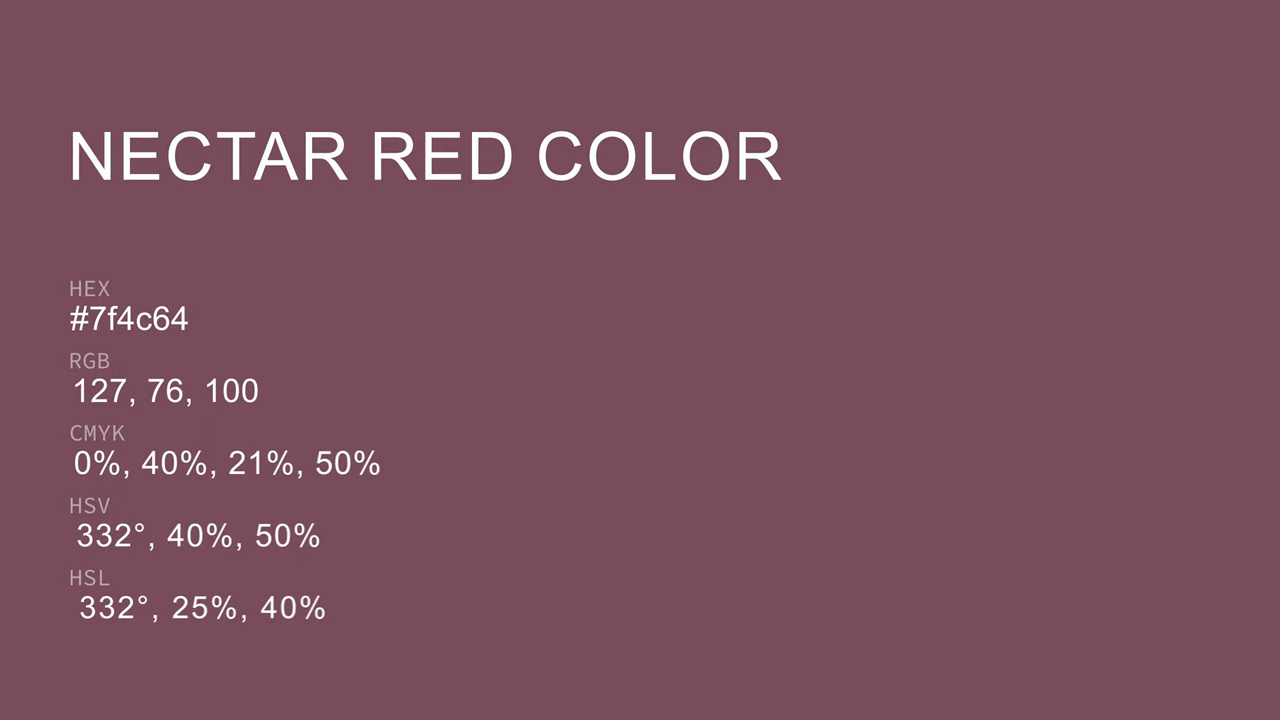 NECTAR RED COLOR
HEX
#7f4c64
RGB
127, 76, 100
CMYK
0%, 40%, 21%, 50%
HSV
332°, 40%, 50%
HSL
332°, 25%, 40%